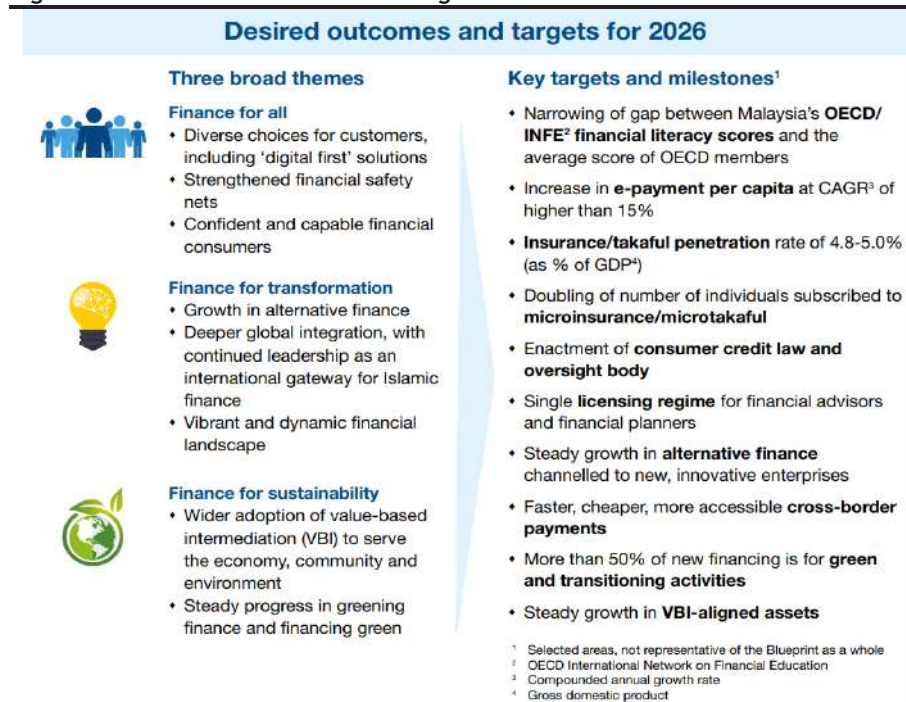 Desired outcomes and targets for 2026
Three broad themes
Finance for all
• Diverse choices for customers,
including ‘digital first’ solutions
• Strengthened financial safety
nets
• Confident and capable financial
consumers
Finance for transformation
• Growth in alternative finance
• Deeper global integration, with
continued leadership as an
international gateway for Islamic
finance
• Vibrant and dynamic financial
landscape
Finance for sustainability
• Wider adoption of value-based
intermediation (VBI) to serve
the economy, community and
environment
• Steady progress in greening
finance and financing green
Key targets and milestones¹
• Narrowing of gap between Malaysia’s OECD/
INFE² financial literacy scores and the
average score of OECD members
• Increase in e-payment per capita at CAGR³ of
higher than 15%
• Insurance/takaful penetration rate of 4.8-5.0%
(as % of GDP⁴)
• Doubling of number of individuals subscribed to
microinsurance/microtakaful
• Enactment of consumer credit law and
oversight body
• Single licensing regime for financial advisors
and financial planners
• Steady growth in alternative finance
channelled to new, innovative enterprises
• Faster, cheaper, more accessible cross-border
payments
• More than 50% of new financing is for green
and transitioning activities
• Steady growth in VBI-aligned assets
¹ Selected areas, not representative of the Blueprint as a whole
² OECD International Network on Financial Education
³ Compounded annual growth rate
⁴ Gross domestic product